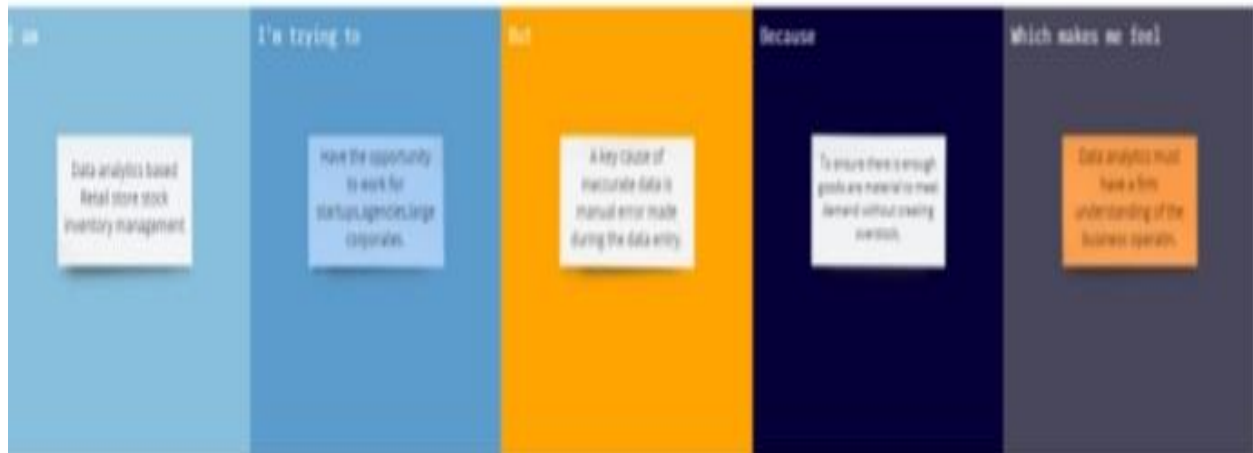 I am
Data analytics based
Retail store stock
inventory management
I'm trying to
Have the opportunity
to work for
startups,agencies,large
corporates.
But
A key cause of
inaccurate data is
manual error made
during the data entry.
Because
To ensure there is enough
goods are material to meet
demand without creating
overstock.
Which makes me feel
Data analytics must
have a firm
understanding of the
business operatin.